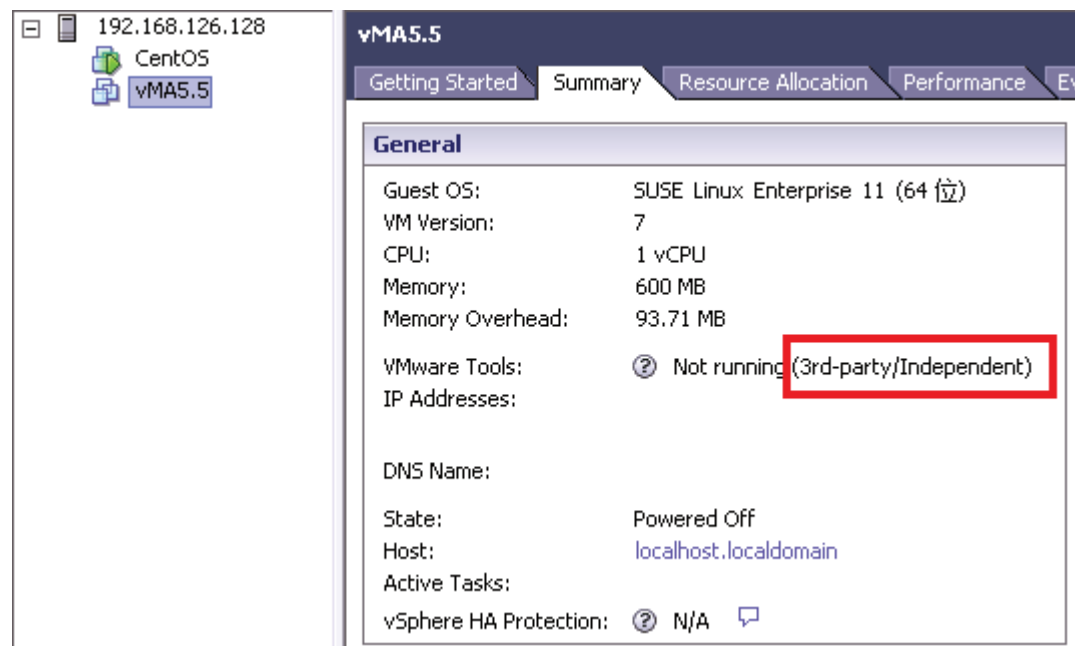 192.168.126.128
CentOS
vMA5.5
vMA5.5
Getting Started Summary Resource Allocation Performance Ev
General
Guest OS: SUSE Linux Enterprise 11 (64 位)
VM Version: 7
CPU: 1 vCPU
Memory: 600 MB
Memory Overhead: 93.71 MB
VMware Tools: Not running (3rd-party/Independent)
IP Addresses:
DNS Name:
State: Powered Off
Host: localhost.localdomain
Active Tasks:
vSphere HA Protection: N/A